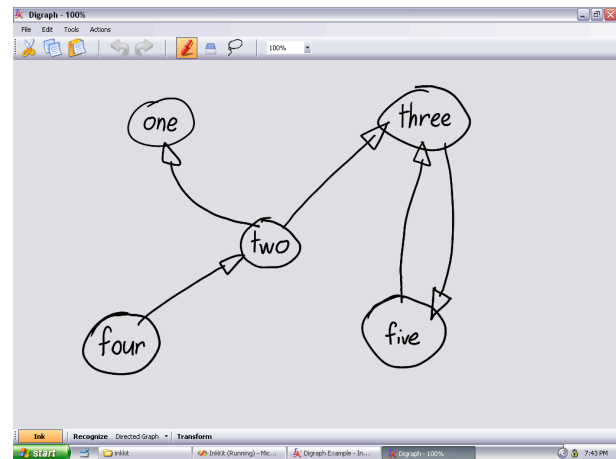 Digraph - 100%
File Edit Tools Actions
100%
one
three
two
four
five
Ink Recognize Directed Graph Transform
start inkkit InkKit (Running) - Mic... Digraph Example - In... Digraph - 100% 7:43 PM